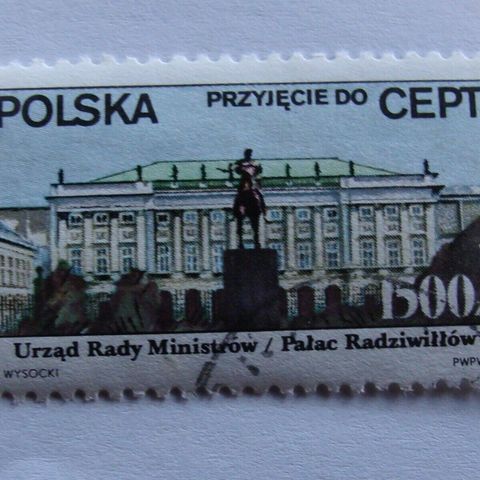 POLSKA PRZYJĘCIE DO CEPT
1500
Urząd Rady Ministrów / Pałac Radziwiłłów
WYSOCKI PWPW